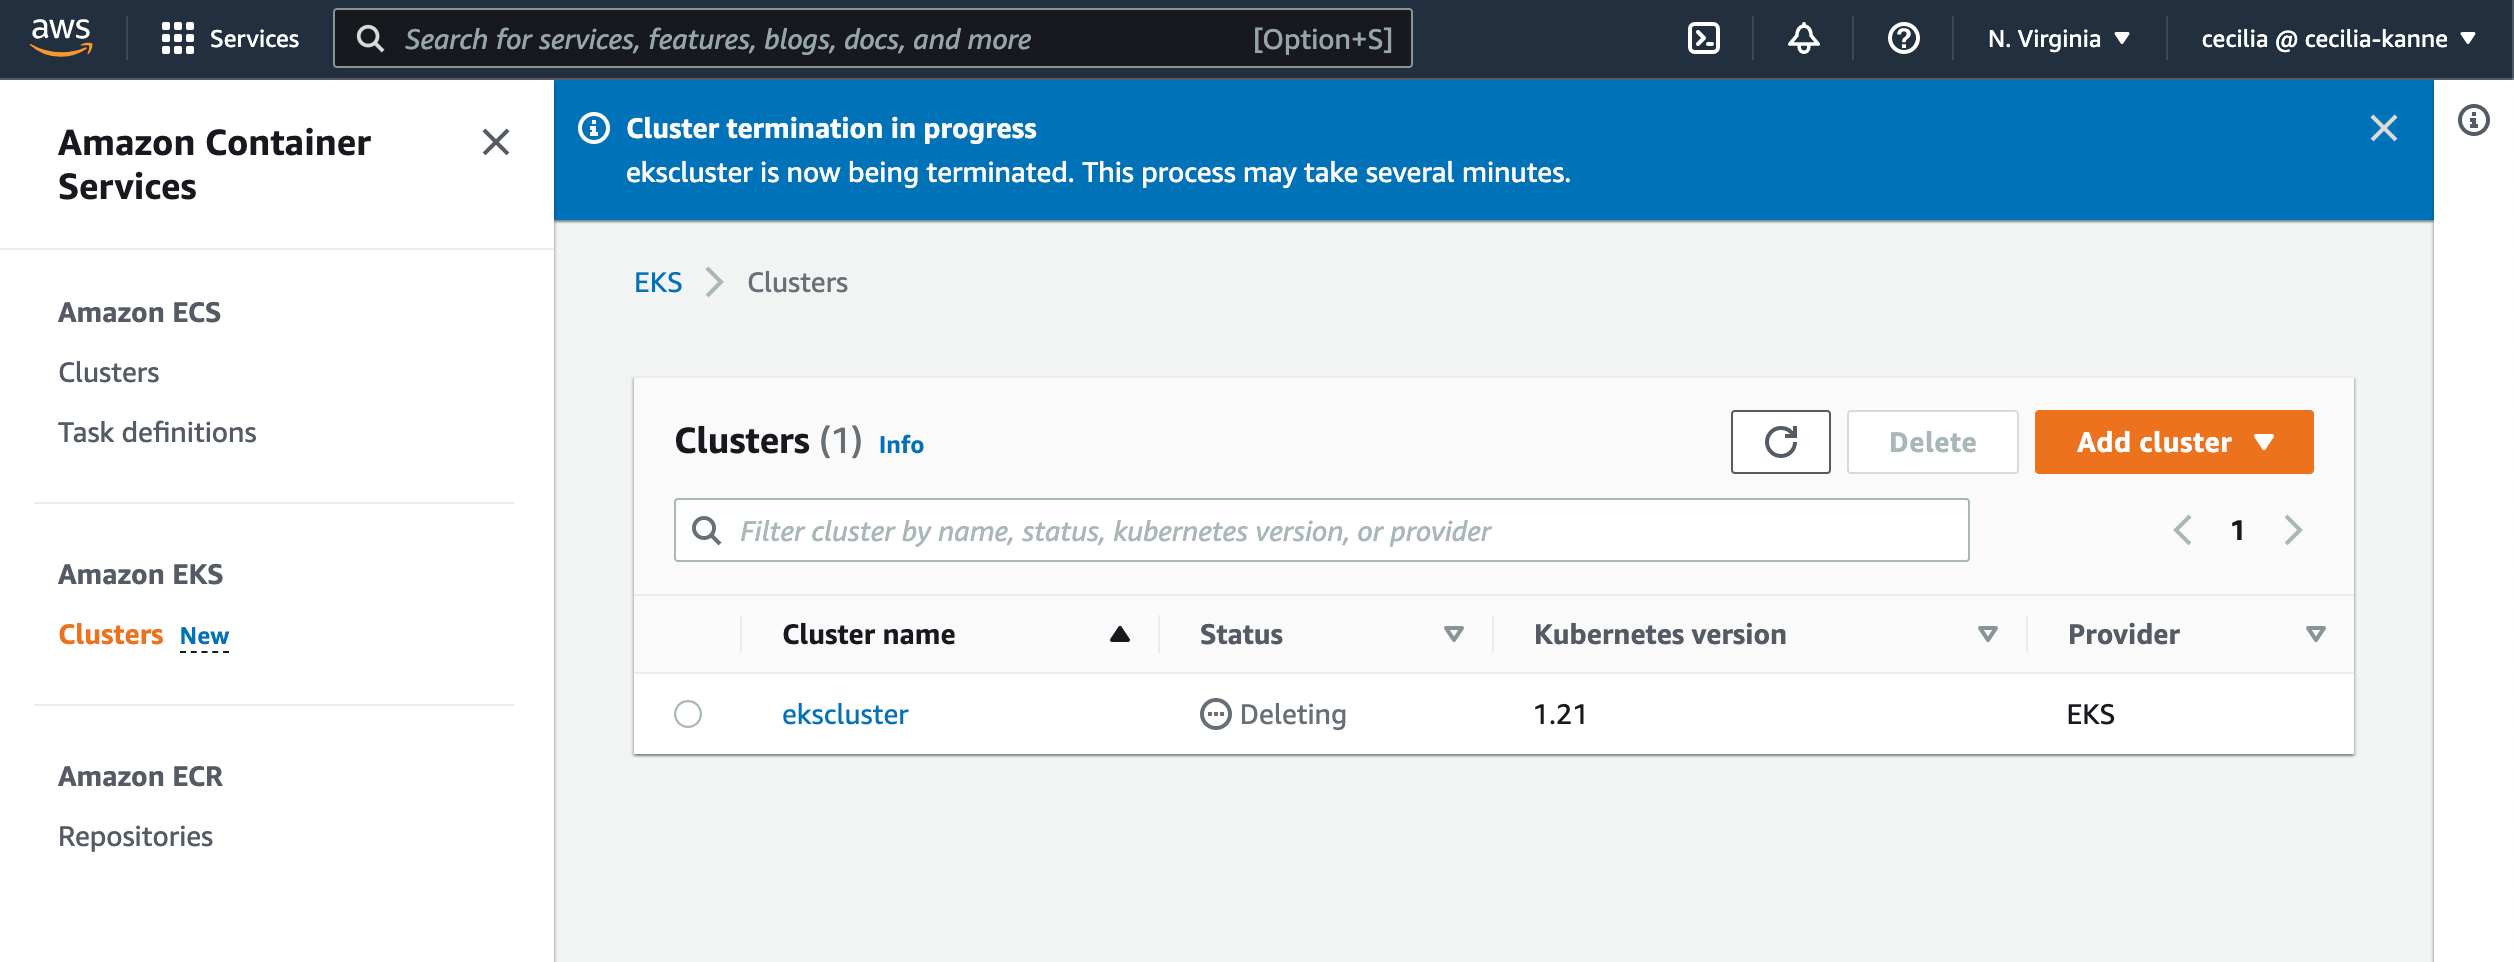 aws
Services
Search for services, features, blogs, docs, and more
[Option+S]
N. Virginia
cecilia @ cecilia-kanne
Amazon Container
Services
Amazon ECS
Clusters
Task definitions
Amazon EKS
Clusters New
Amazon ECR
Repositories
Cluster termination in progress
ekscluster is now being terminated. This process may take several minutes.
EKS
Clusters
Clusters (1) Info
Delete
Add cluster
Filter cluster by name, status, kubernetes version, or provider
1
Cluster name
Status
Kubernetes version
Provider
ekscluster
Deleting
1.21
EKS